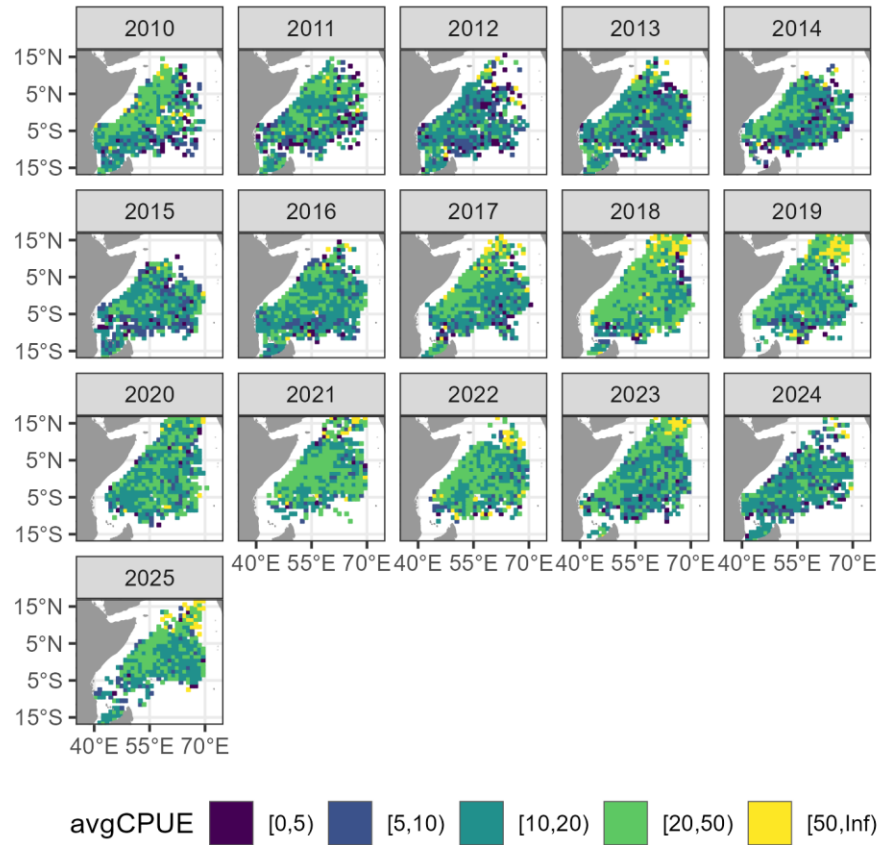 2010 2011 2012 2013 2014
15°N
5°N
5°S
15°S
2015 2016 2017 2018 2019
15°N
5°N
5°S
15°S
2020 2021 2022 2023 2024
15°N
5°N
5°S
15°S
40°E 55°E 70°E 40°E 55°E 70°E 40°E 55°E 70°E 40°E 55°E 70°E
2025
15°N
5°N
5°S
15°S
40°E 55°E 70°E
avgCPUE [0,5) [5,10) [10,20) [20,50) [50,Inf)